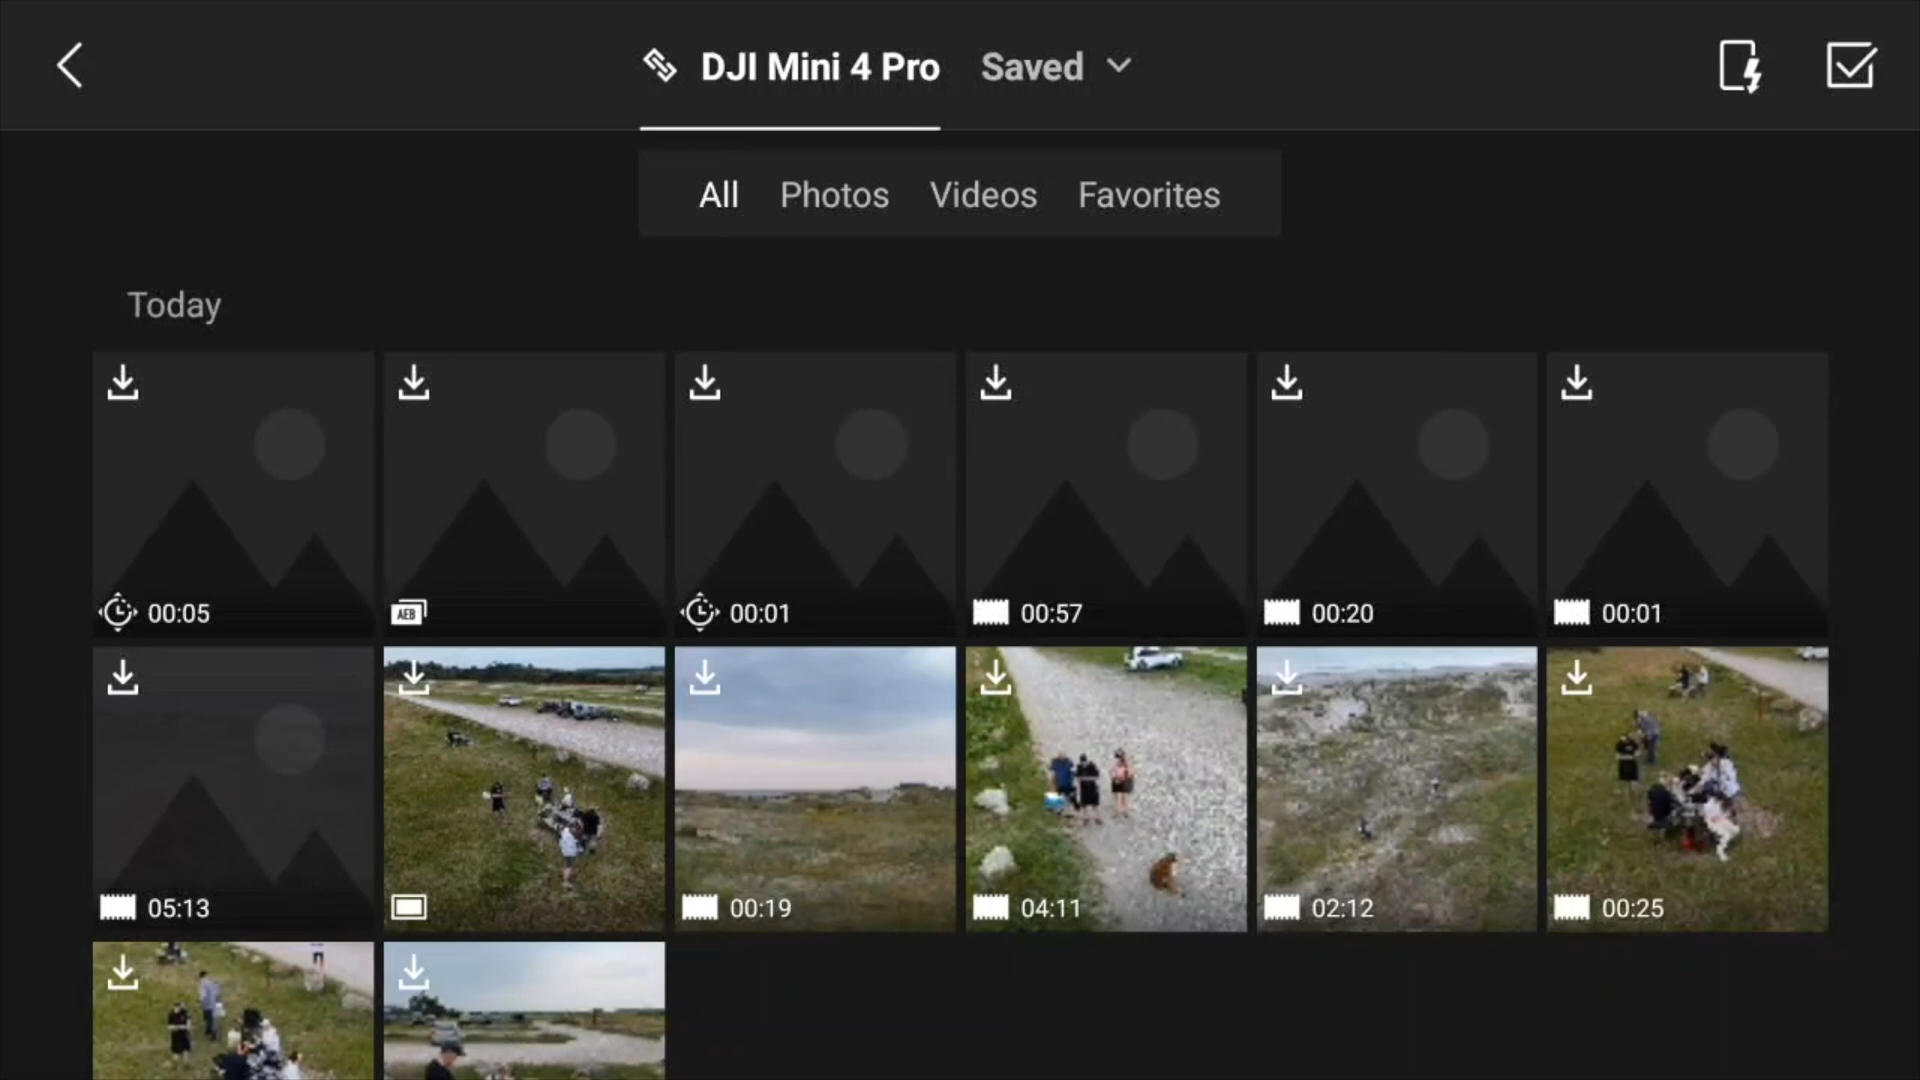 DJI Mini 4 Pro Saved
All Photos Videos Favorites
Today
00:05
AEB
00:01
00:57
00:20
00:01
05:13
00:19
04:11
02:12
00:25